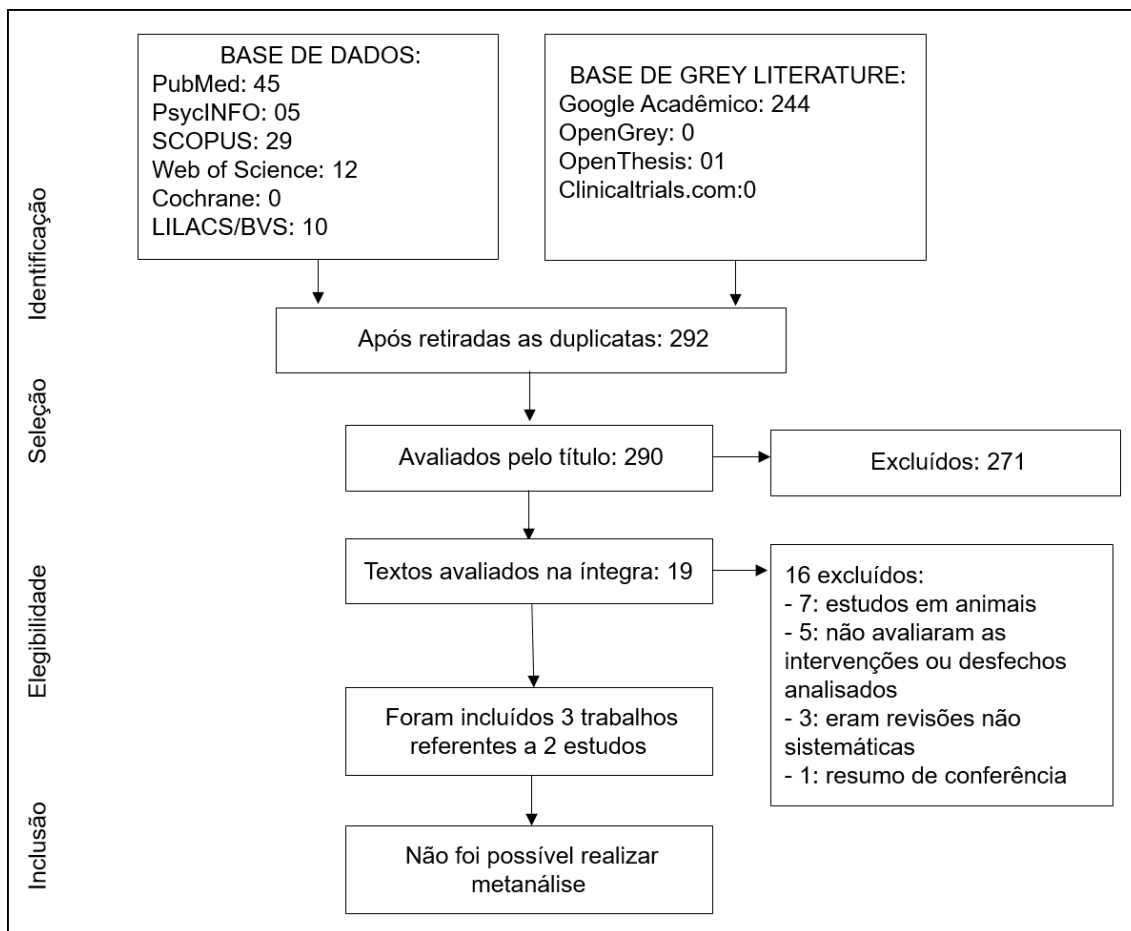 BASE DE DADOS:
PubMed: 45
PsycINFO: 05
SCOPUS: 29
Web of Science: 12
Cochrane: 0
LILACS/BVS: 10
BASE DE GREY LITERATURE:
Google Acadêmico: 244
OpenGrey: 0
OpenThesis: 01
Clinicaltrials.com:0
Identificação
Após retiradas as duplicatas: 292
Seleção
Avaliados pelo título: 290
Excluídos: 271
Elegibilidade
Textos avaliados na íntegra: 19
16 excluídos:
- 7: estudos em animais
- 5: não avaliaram as
intervenções ou desfechos
analisados
- 3: eram revisões não
sistemáticas
- 1: resumo de conferência
Foram incluídos 3 trabalhos
referentes a 2 estudos
Inclusão
Não foi possível realizar
metanálise